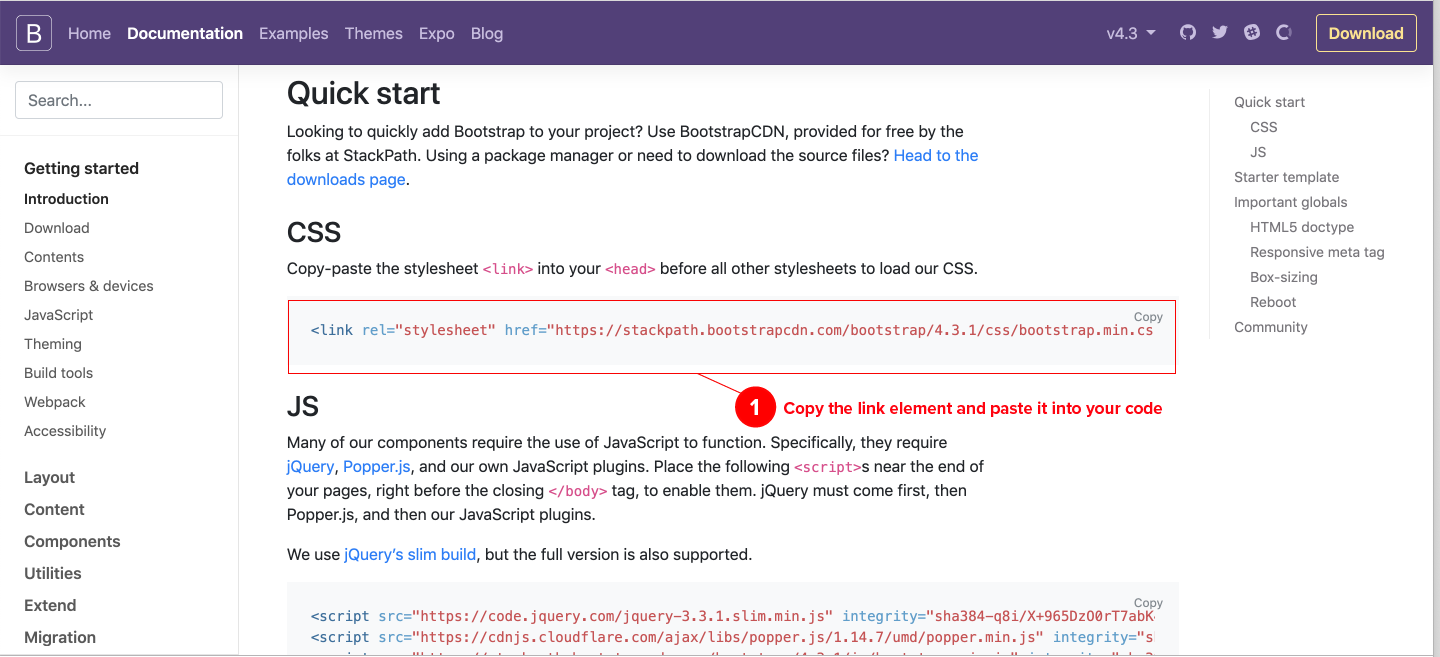 B Home Documentation Examples Themes Expo Blog v4.3 Download
Search...
Getting started
Introduction
Download
Contents
Browsers & devices
JavaScript
Theming
Build tools
Webpack
Accessibility
Layout
Content
Components
Utilities
Extend
Migration
Quick start
Looking to quickly add Bootstrap to your project? Use BootstrapCDN, provided for free by the
folks at StackPath. Using a package manager or need to download the source files? Head to the
downloads page.
CSS
Copy-paste the stylesheet <link> into your <head> before all other stylesheets to load our CSS.
Copy
<link rel="stylesheet" href="https://stackpath.bootstrapcdn.com/bootstrap/4.3.1/css/bootstrap.min.cs
1 Copy the link element and paste it into your code
JS
Many of our components require the use of JavaScript to function. Specifically, they require
jQuery, Popper.js, and our own JavaScript plugins. Place the following <script>s near the end of
your pages, right before the closing </body> tag, to enable them. jQuery must come first, then
Popper.js, and then our JavaScript plugins.
We use jQuery's slim build, but the full version is also supported.
Copy
<script src="https://code.jquery.com/jquery-3.3.1.slim.min.js" integrity="sha384-q8i/X+965DzO0rT7abK
<script src="https://cdnjs.cloudflare.com/ajax/libs/popper.js/1.14.7/umd/popper.min.js" integrity="s
Quick start
CSS
JS
Starter template
Important globals
HTML5 doctype
Responsive meta tag
Box-sizing
Reboot
Community